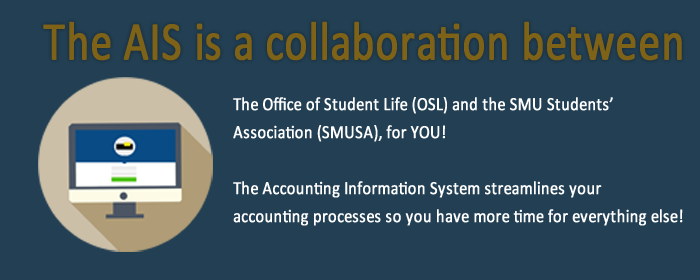 The AIS is a collaboration between
The Office of Student Life (OSL) and the SMU Students’
Association (SMUSA), for YOU!
The Accounting Information System streamlines your
accounting processes so you have more time for everything else!